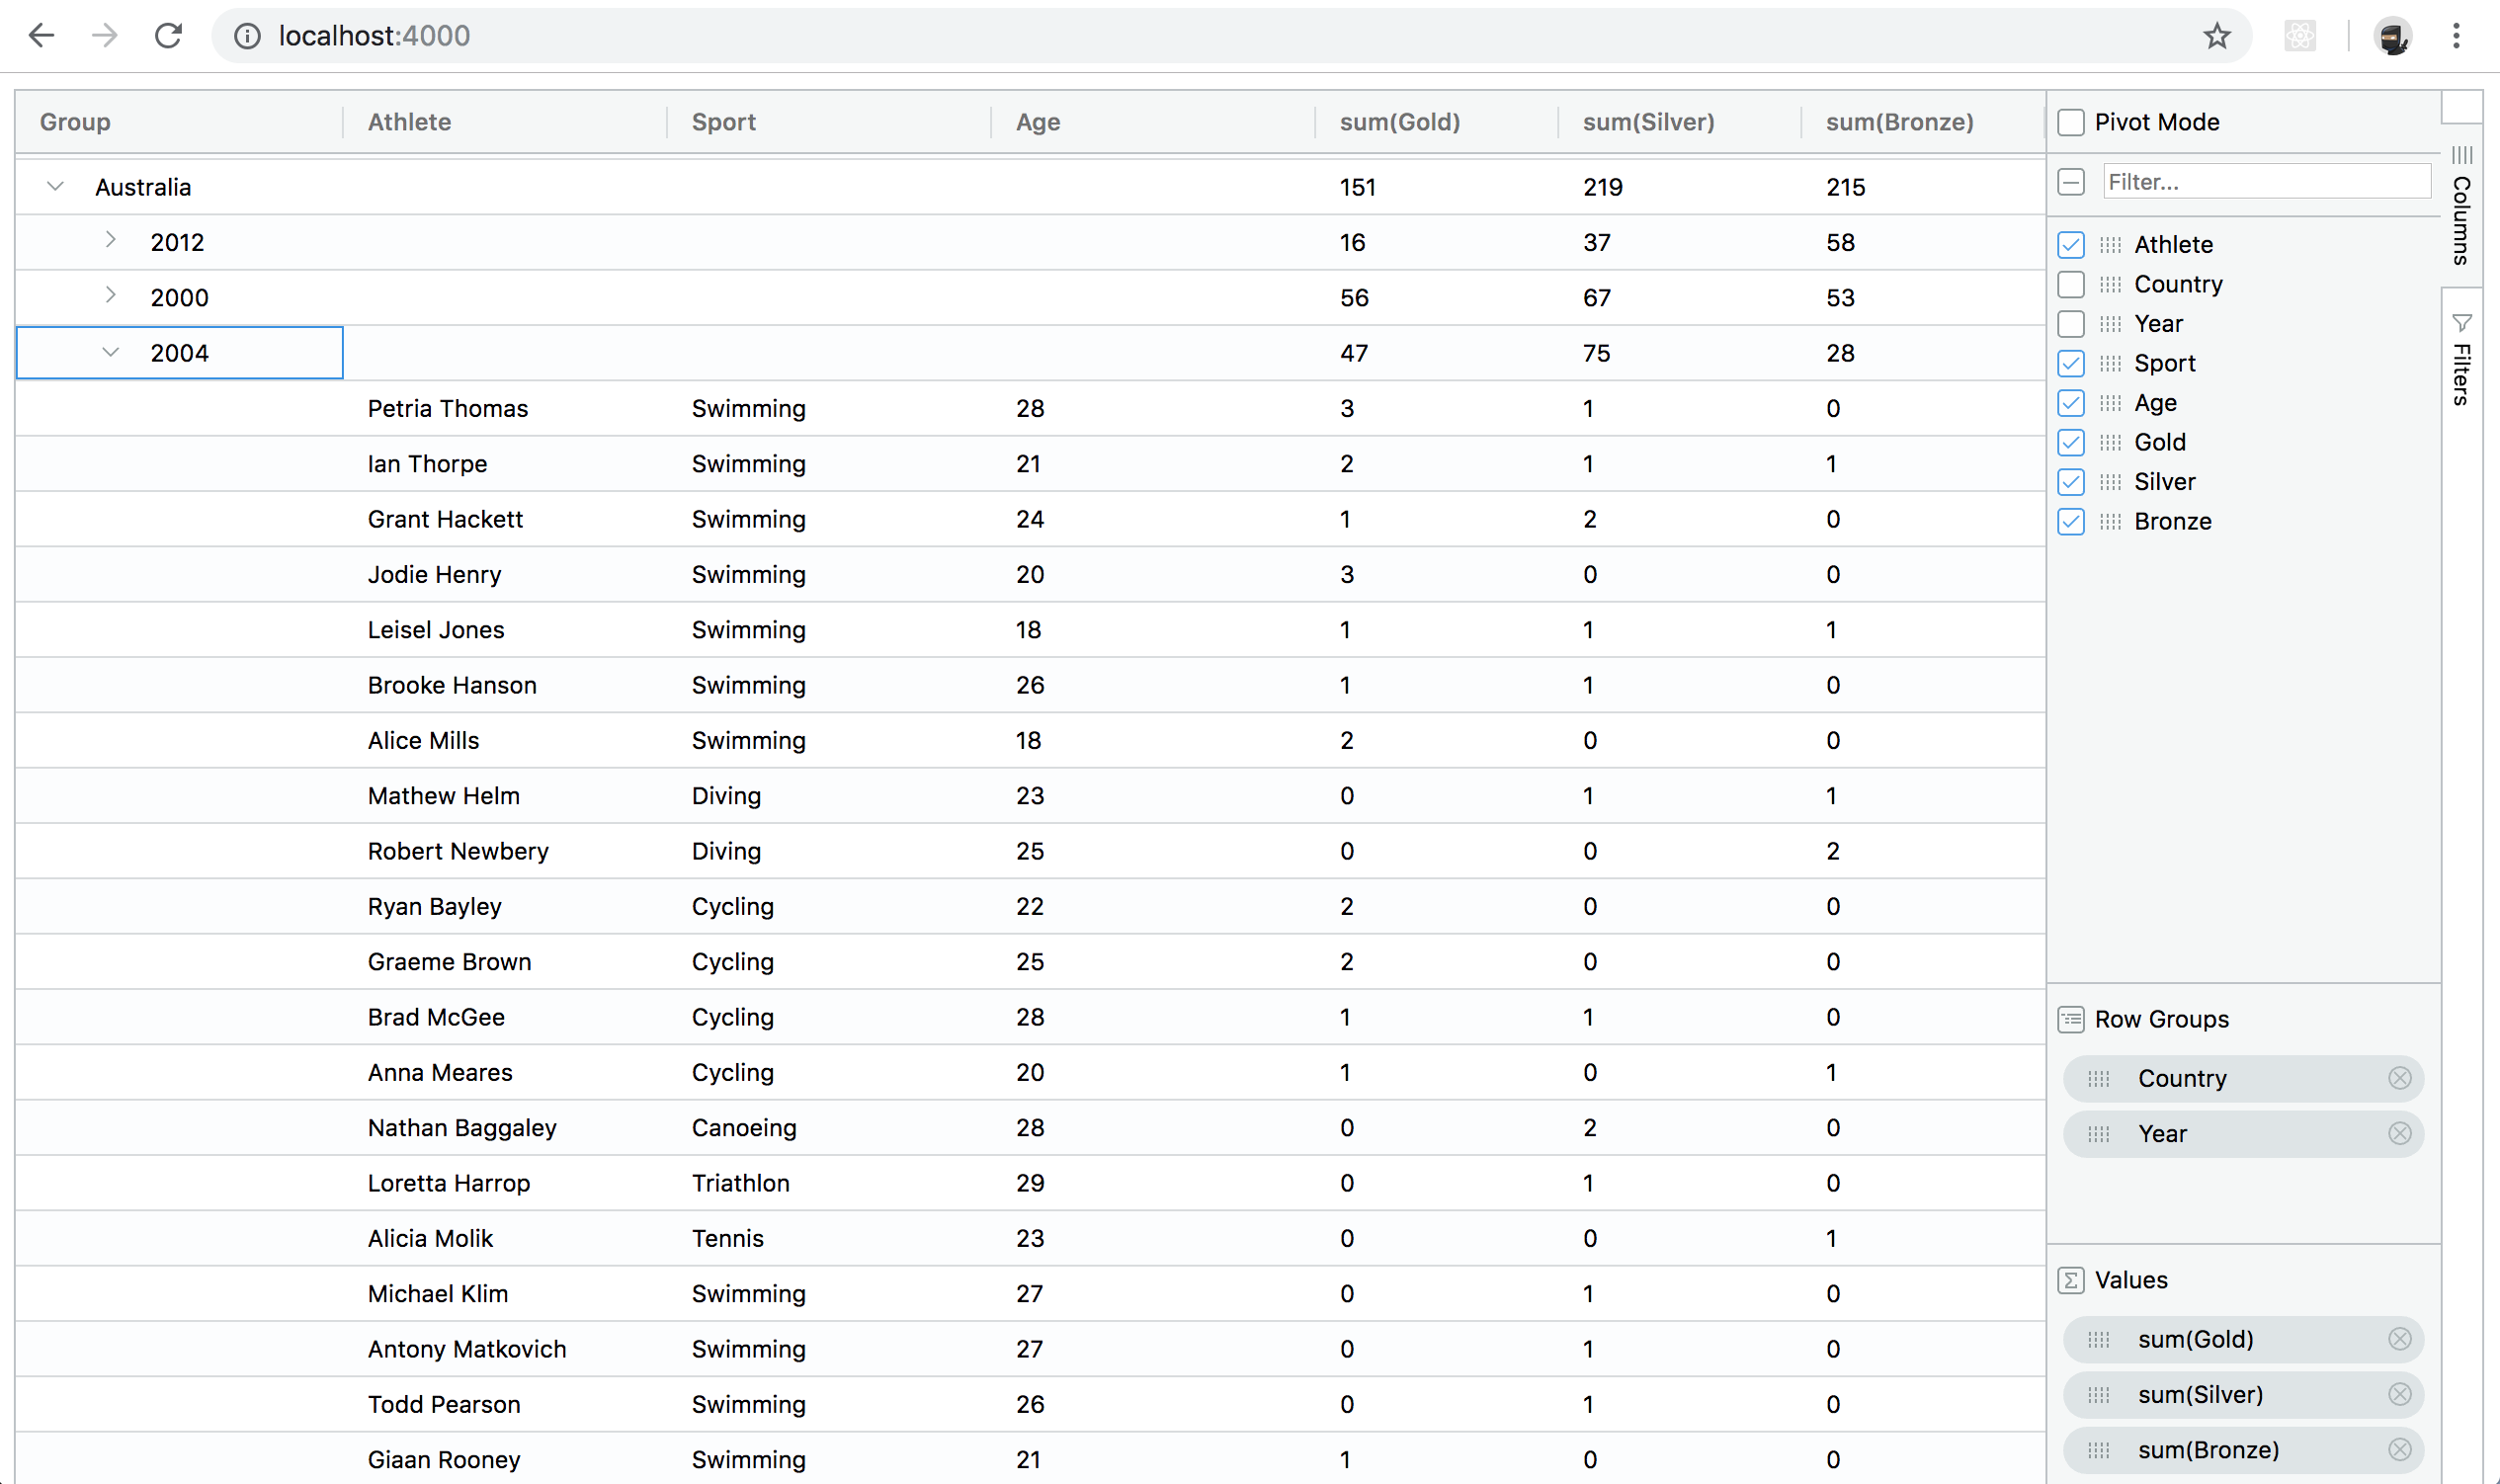 localhost:4000
Group Athlete Sport Age sum(Gold) sum(Silver) sum(Bronze)
Australia 151 219 215
2012 16 37 58
2000 56 67 53
2004 47 75 28
Petria Thomas Swimming 28 3 1 0
Ian Thorpe Swimming 21 2 1 1
Grant Hackett Swimming 24 1 2 0
Jodie Henry Swimming 20 3 0 0
Leisel Jones Swimming 18 1 1 1
Brooke Hanson Swimming 26 1 1 0
Alice Mills Swimming 18 2 0 0
Mathew Helm Diving 23 0 1 1
Robert Newbery Diving 25 0 0 2
Ryan Bayley Cycling 22 2 0 0
Graeme Brown Cycling 25 2 0 0
Brad McGee Cycling 28 1 1 0
Anna Meares Cycling 20 1 0 1
Nathan Baggaley Canoeing 28 0 2 0
Loretta Harrop Triathlon 29 0 1 0
Alicia Molik Tennis 23 0 0 1
Michael Klim Swimming 27 0 1 0
Antony Matkovich Swimming 27 0 1 0
Todd Pearson Swimming 26 0 1 0
Giaan Rooney Swimming 21 1 0 0
Pivot Mode
Filter...
Athlete
Country
Year
Sport
Age
Gold
Silver
Bronze
Row Groups
Country
Year
Values
sum(Gold)
sum(Silver)
sum(Bronze)
Columns
Filters